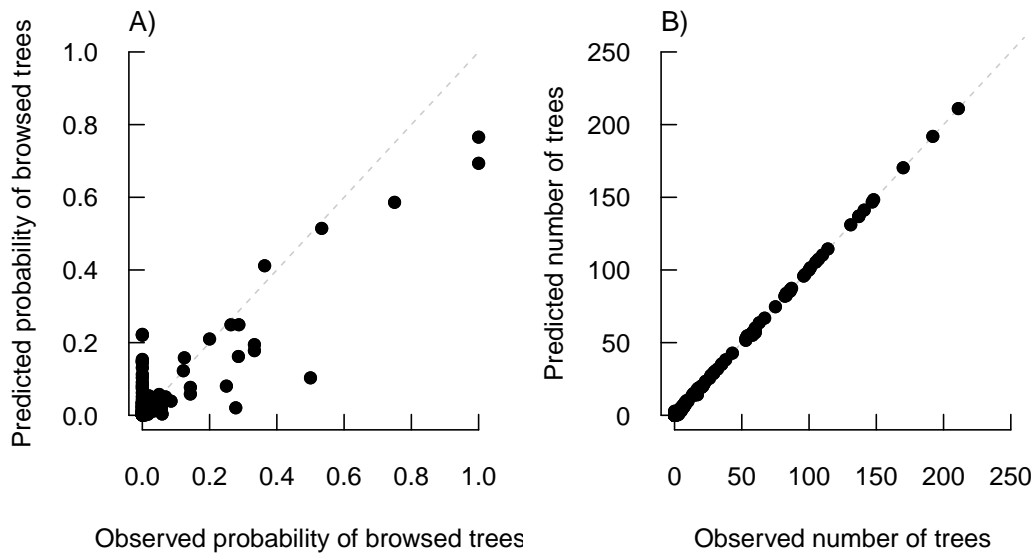 A)
Predicted probability of browsed trees
1.0
0.8
0.6
0.4
0.2
0.0
0.0 0.2 0.4 0.6 0.8 1.0
Observed probability of browsed trees
B)
Predicted number of trees
250
200
150
100
50
0
0 50 100 150 200 250
Observed number of trees